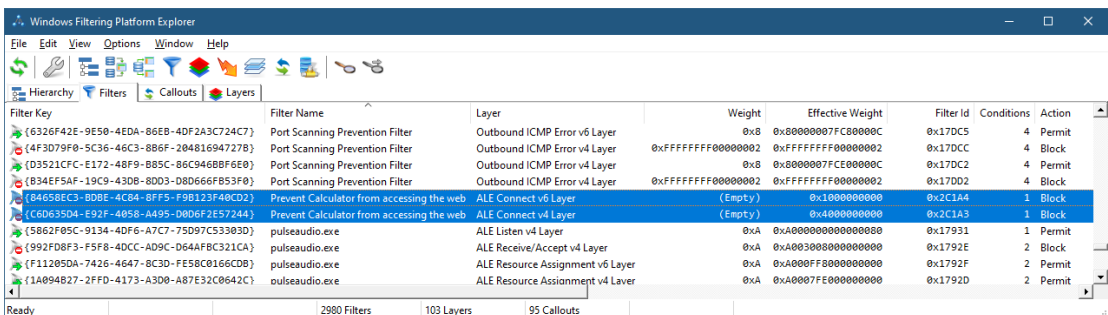 Windows Filtering Platform Explorer
File Edit View Options Window Help
Hierarchy Filters Callouts Layers
Filter Key Filter Name Layer Weight Effective Weight Filter Id Conditions Action
{6326F42E-9E50-4EDA-86EB-4DF2A3C724C7} Port Scanning Prevention Filter Outbound ICMP Error v6 Layer 0x8 0x80000007FC80000C 0x17DC5 4 Permit
{4F3D79F0-5C36-46C3-8B6F-20481694727B} Port Scanning Prevention Filter Outbound ICMP Error v6 Layer 0xFFFFFFFF00000002 0xFFFFFFFF00000002 0x17DCC 4 Block
{D3521CFC-E172-48F9-B85C-86C946BBF6E0} Port Scanning Prevention Filter Outbound ICMP Error v4 Layer 0x8 0x8000007FCE00000C 0x17DC2 4 Permit
{B34EF5AF-19C9-43DB-8DD3-D8D666FB53F0} Port Scanning Prevention Filter Outbound ICMP Error v4 Layer 0xFFFFFFFF00000002 0xFFFFFFFF00000002 0x17DD2 4 Block
{84658EC3-BDBE-4C84-8FF5-F9B123F40CD2} Prevent Calculator from accessing the web ALE Connect v6 Layer (Empty) 0x1000000000 0x2C1A4 1 Block
{C6D635D4-E92F-4058-A495-D0D6F2E57244} Prevent Calculator from accessing the web ALE Connect v4 Layer (Empty) 0x4000000000 0x2C1A3 1 Block
{5862F05C-9134-4DF6-A7C7-75D97C53303D} pulseaudio.exe ALE Listen v4 Layer 0xA 0xA000000000000080 0x17931 1 Permit
{992FD8F3-F5F8-4DCC-AD9C-D64AFBC321CA} pulseaudio.exe ALE Receive/Accept v4 Layer 0xA 0xA003008000000000 0x1792E 2 Block
{F11205DA-7426-4647-8C3D-FE58C0166CDB} pulseaudio.exe ALE Resource Assignment v6 Layer 0xA 0xA0000FF8000000000 0x1792F 2 Permit
{1A094B27-2FFD-4173-A3D0-A87E32C0642C} pulseaudio.exe ALE Resource Assignment v4 Layer 0xA 0xA0007FE000000000 0x1792D 2 Permit
Ready 2980 Filters 103 Layers 95 Callouts